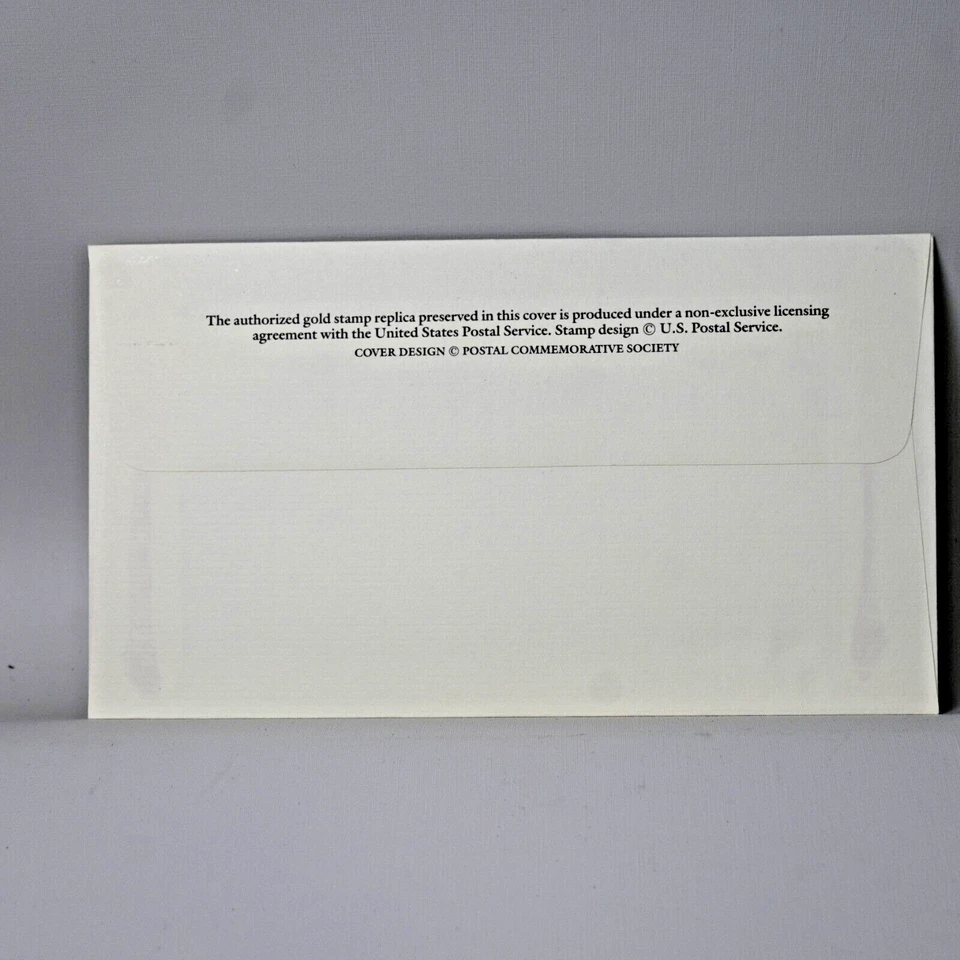 The authorized gold stamp replica preserved in this cover is produced under a non-exclusive licensing
agreement with the United States Postal Service. Stamp design © U.S. Postal Service.
COVER DESIGN © POSTAL COMMEMORATIVE SOCIETY